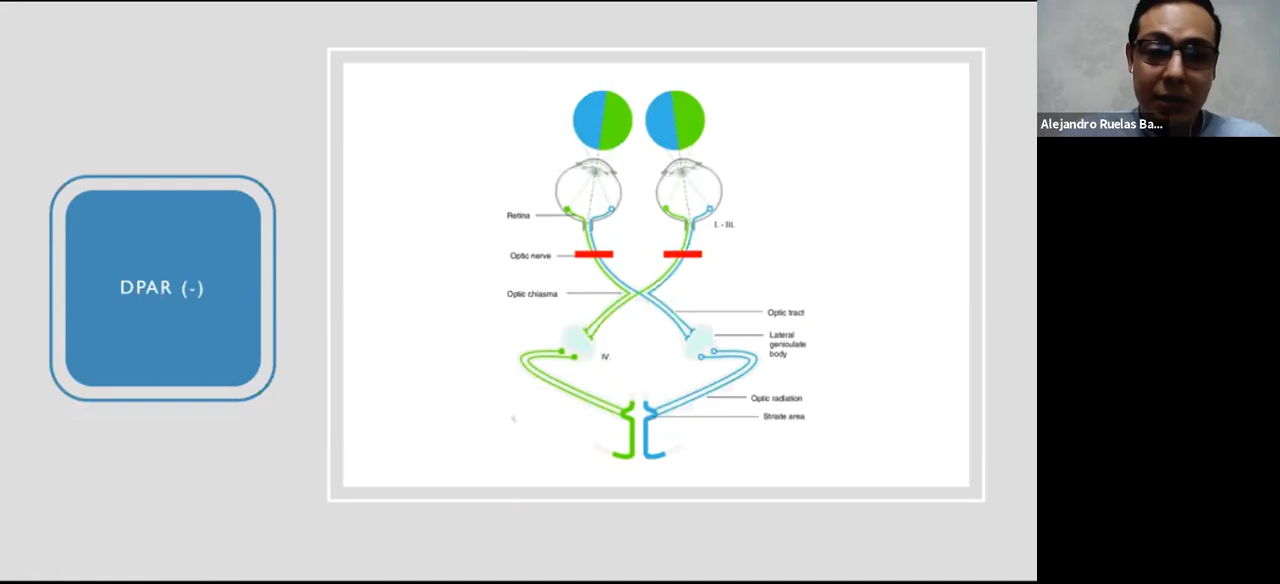 DPAR (-)
Retina
I. - III.
Optic nerve
Optic chiasma
Optic tract
Lateral
geniculate
body
IV.
Optic radiation
Striate area
Alejandro Ruelas Ba...